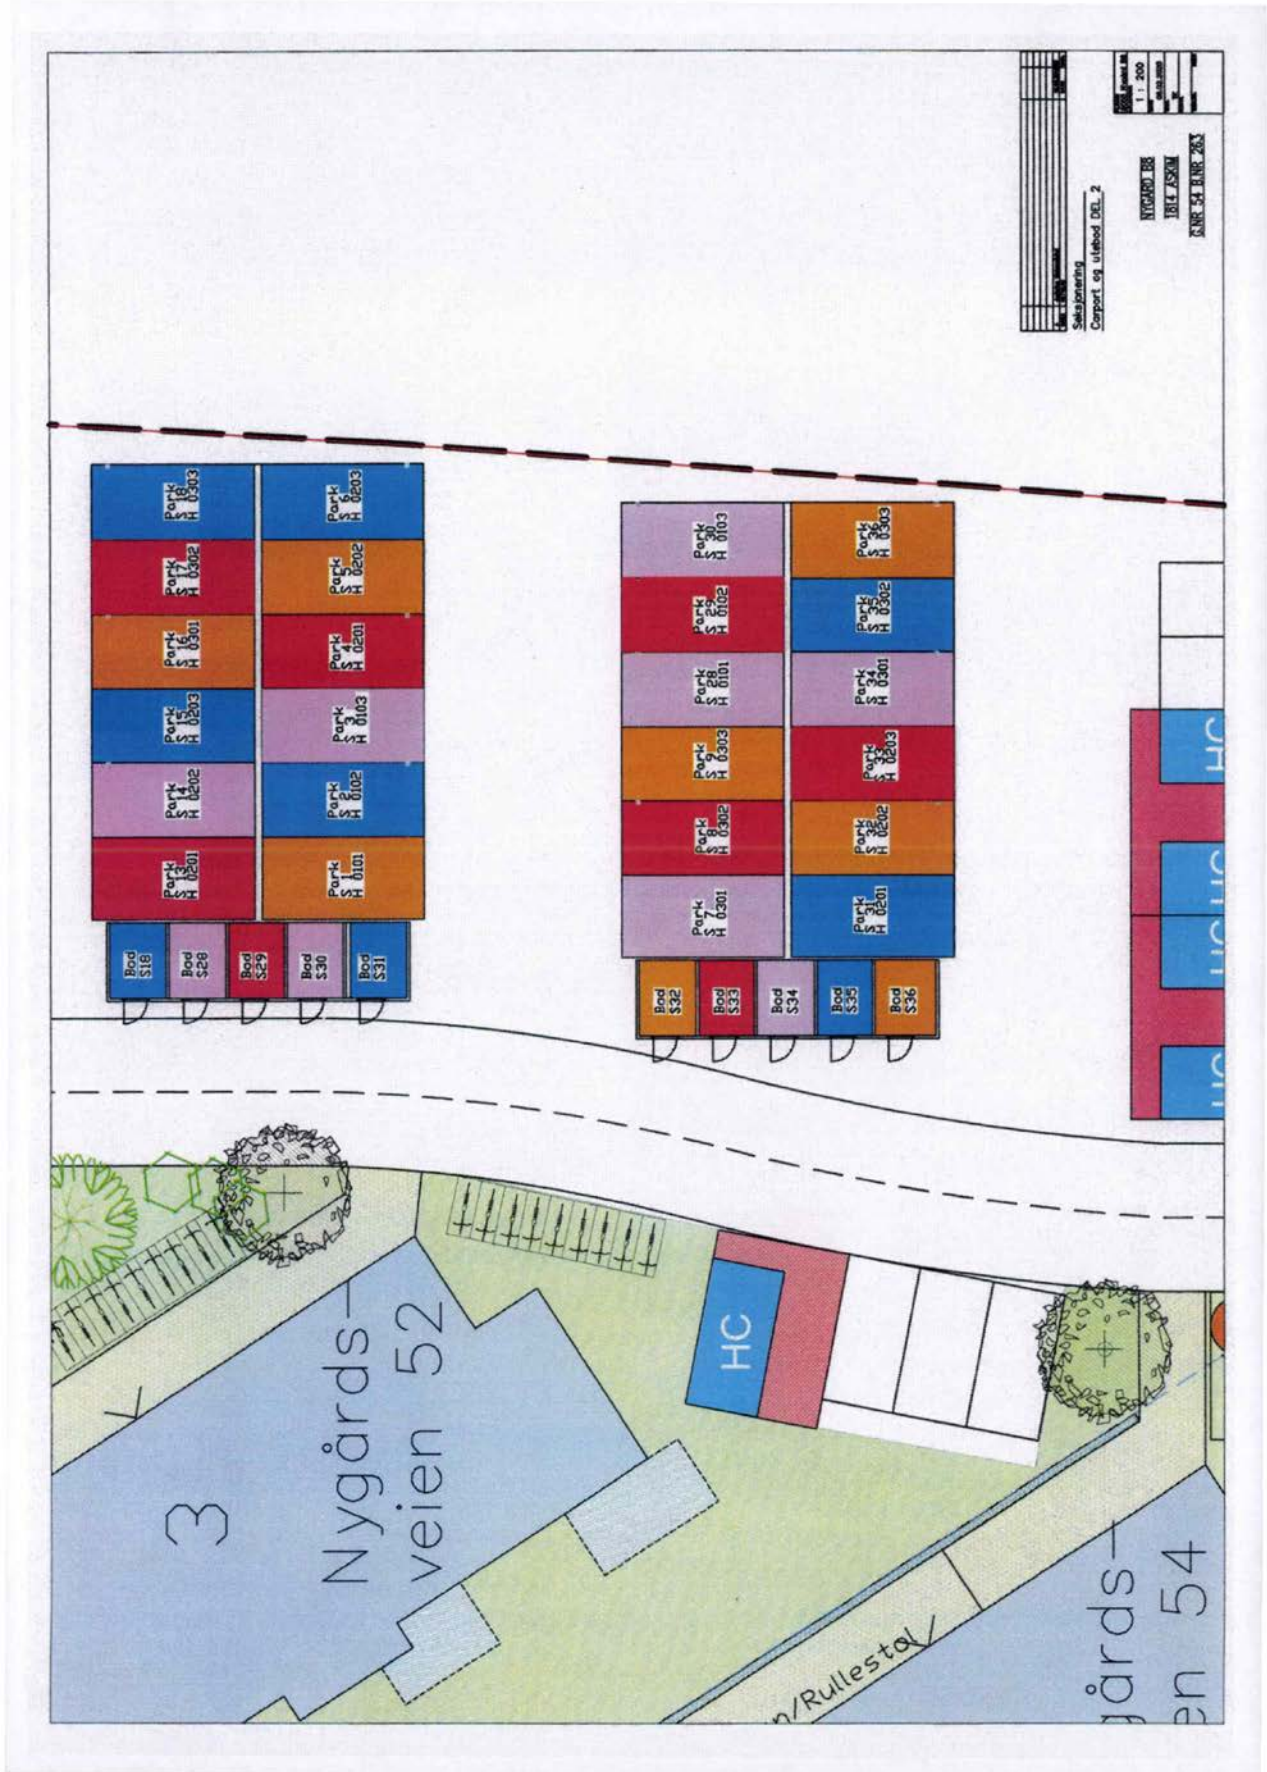 Park
S 18
H 0303
Park
S 17
H 0302
Park
S 16
H 0301
Park
S 15
H 0203
Park
S 14
H 0202
Park
S 13
H 0201
Park
S 6
H 0203
Park
S 5
H 0202
Park
S 4
H 0201
Park
S 3
H 0103
Park
S 2
H 0102
Park
S 1
H 0101
Bod
S18
Bod
S28
Bod
S29
Bod
S30
Bod
S31
Park
S 30
H 0103
Park
S 29
H 0102
Park
S 28
H 0101
Park
S 9
H 0303
Park
S 8
H 0302
Park
S 7
H 0301
Park
S 36
H 0303
Park
S 35
H 0302
Park
S 34
H 0301
Park
S 33
H 0203
Park
S 32
H 0202
Park
S 31
H 0201
Bod
S32
Bod
S33
Bod
S34
Bod
S35
Bod
S36
Seksjonering
Carport og utebod DEL 2
1 : 200
NYGÅRD BB
1814 ASKIM
G.NR 54 B.NR 263
HC
HC
HC
HC
HC
HC
3
Nygårds-
veien 52
n/Rullestol
gårds-
en 54